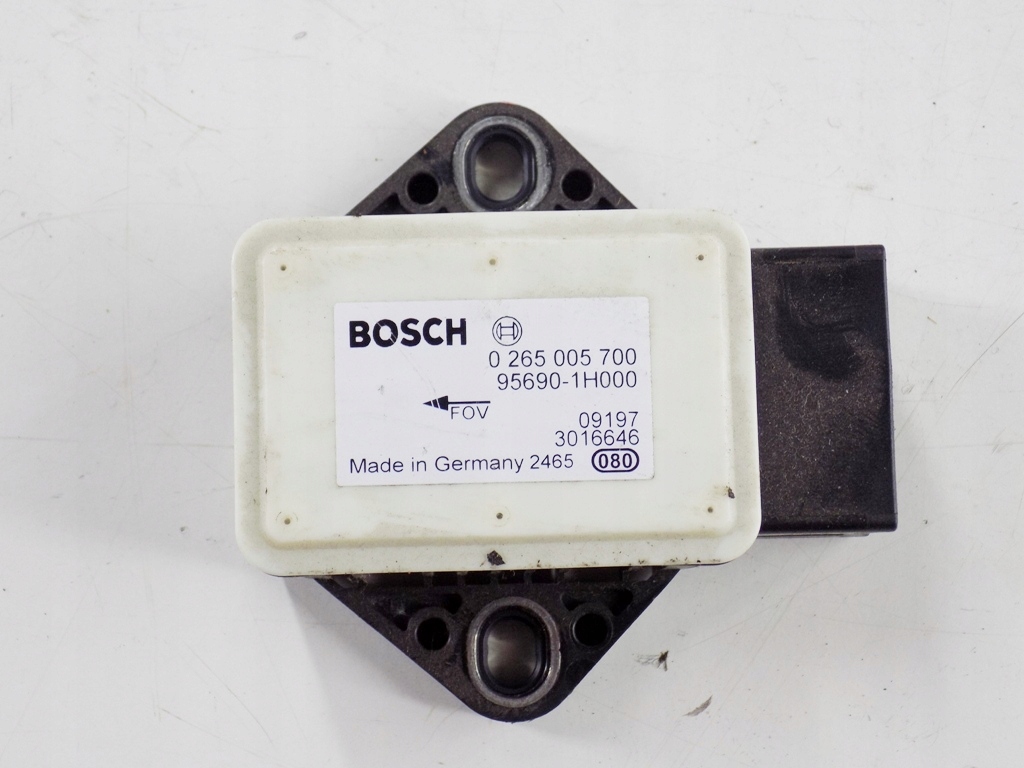 BOSCH
0 265 005 700
95690-1H000
FOV
09197
3016646
Made in Germany 2465 080